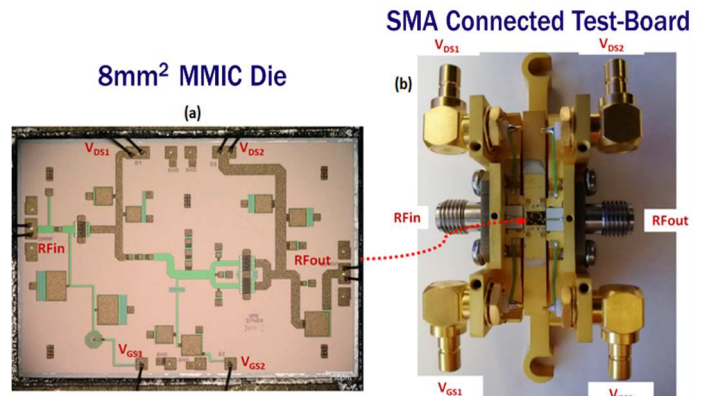 SMA Connected Test-Board
8mm² MMIC Die
(a)
(b)
VDS1
VDS2
VDS1
VDS2
RFin
RFout
RFin
RFout
VGS1
VGS2
VGS1